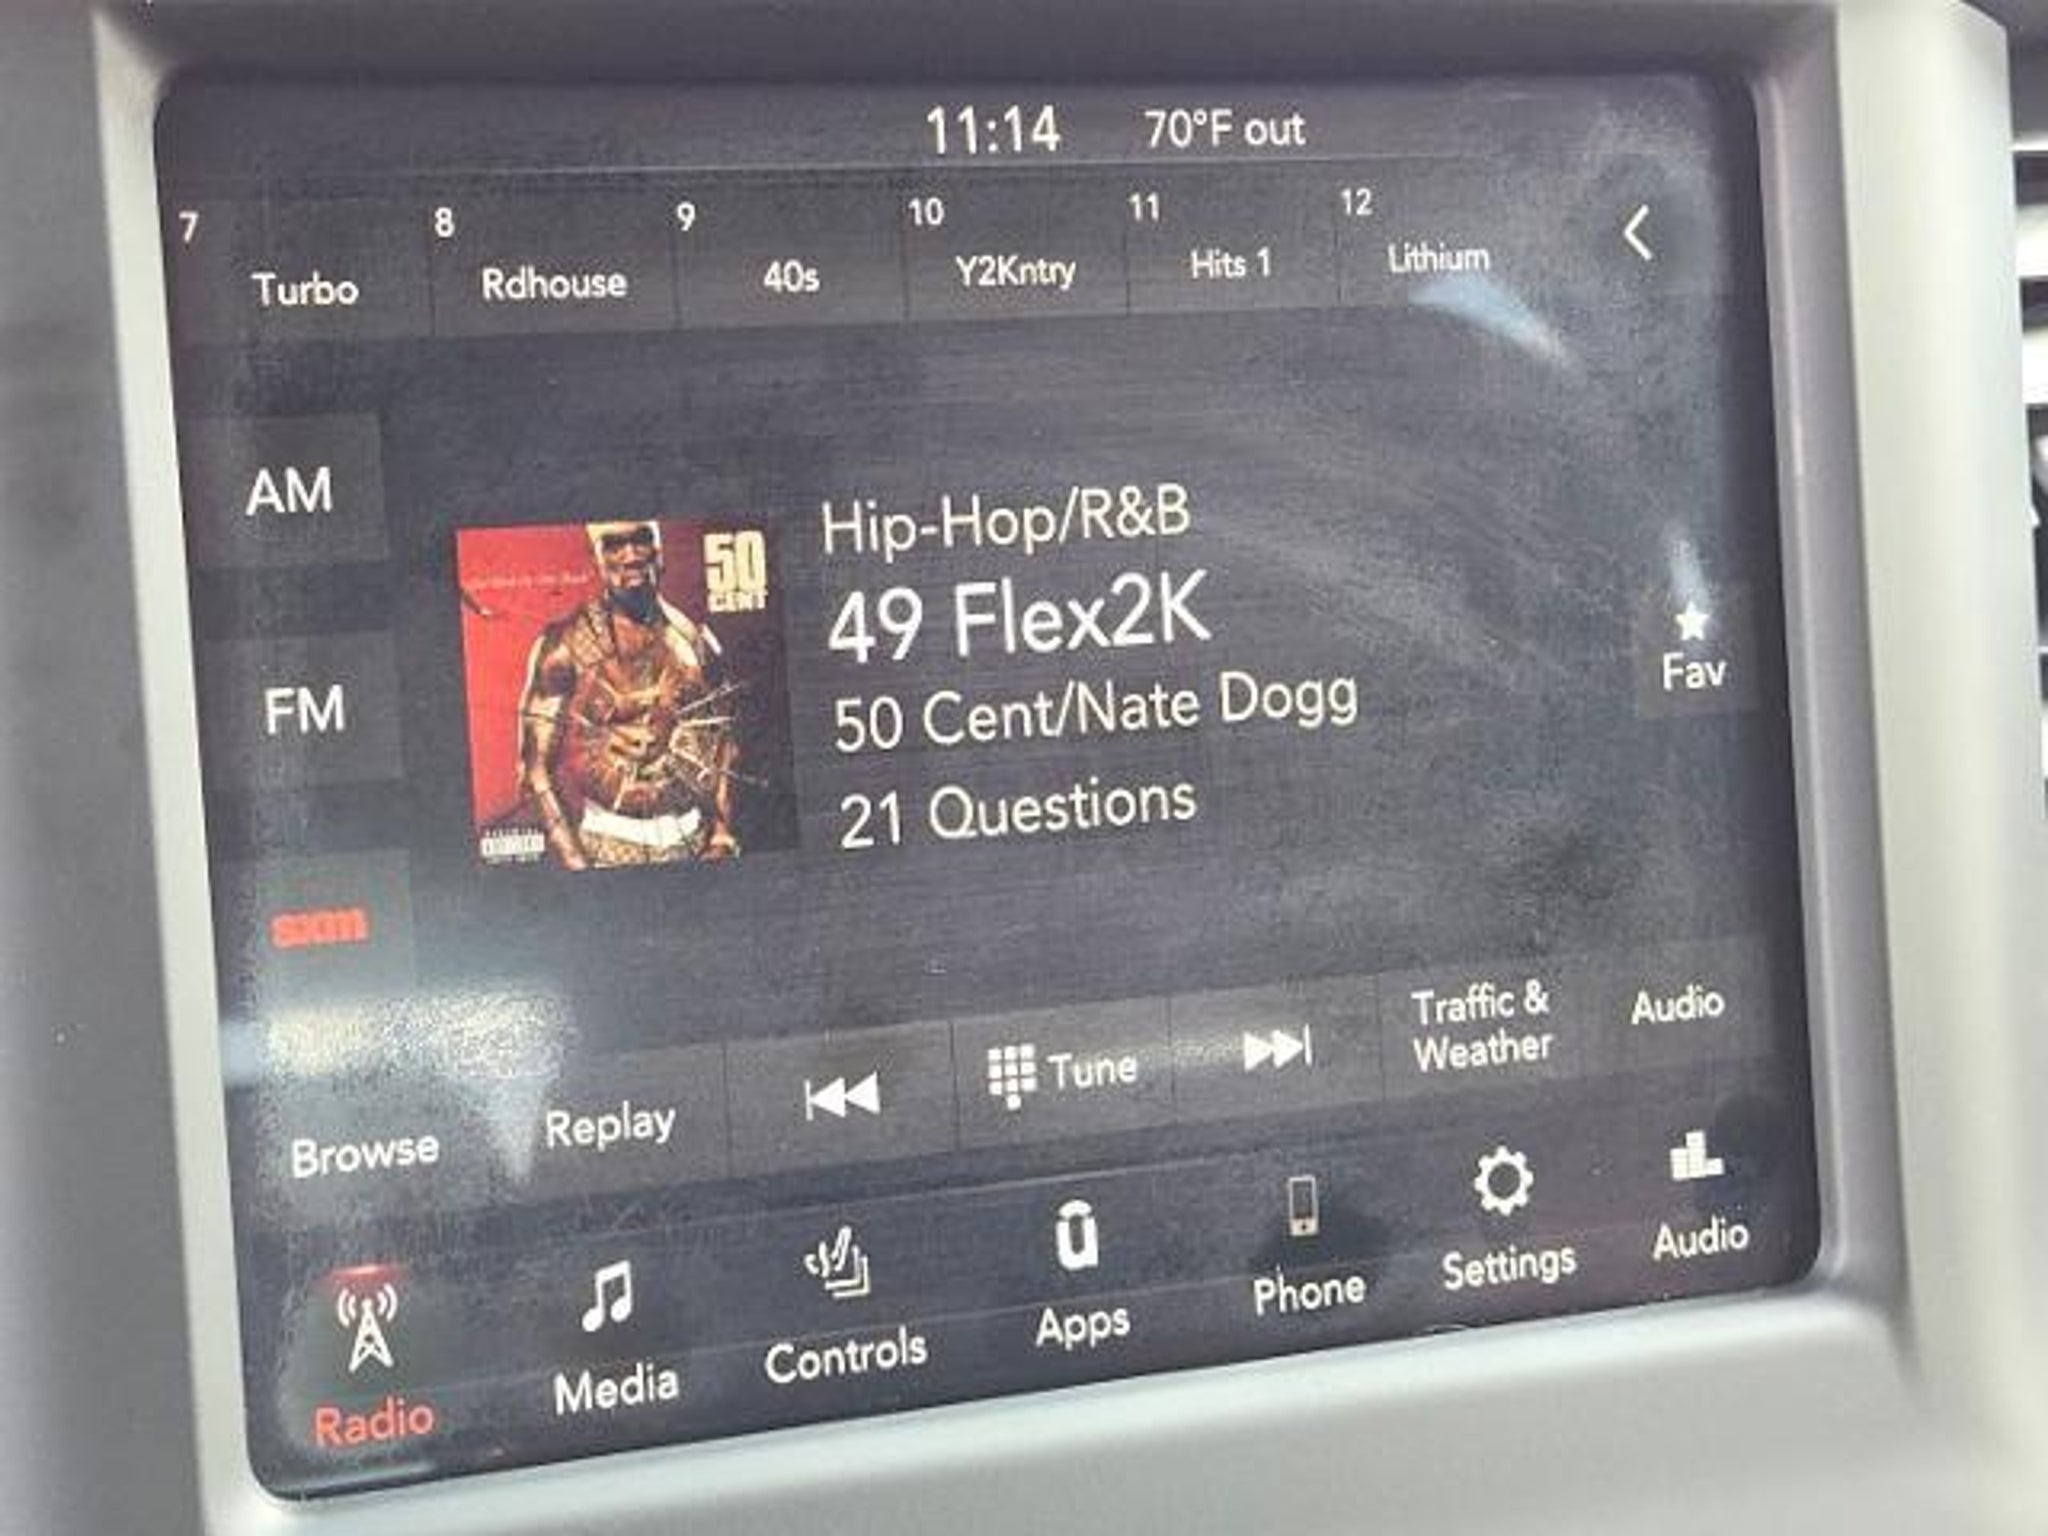 11:14 70°F out
7 8 9 10 11 12
Turbo Rdhouse 40s Y2Kntry Hits 1 Lithium
AM
Hip-Hop/R&B
50
CENT
49 Flex2K
Fav
FM
50 Cent/Nate Dogg
21 Questions
sxm
Browse Replay Tune Traffic & Audio
Weather
Radio Media Controls Apps Phone Settings Audio